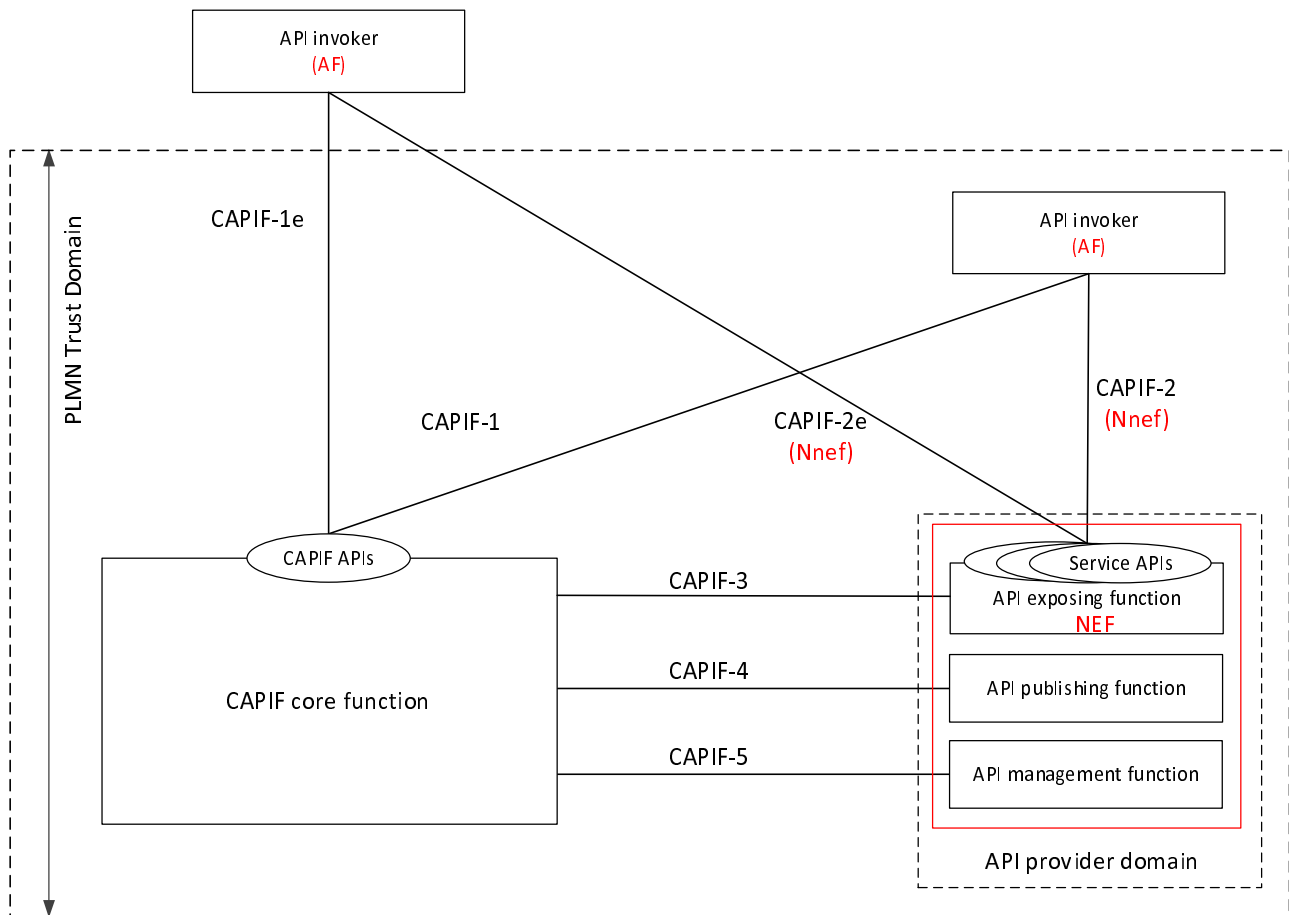 API invoker
(AF)
CAPIF-1e
API invoker
(AF)
PLMN Trust Domain
CAPIF-1
CAPIF-2e
(Nnef)
CAPIF-2
(Nnef)
CAPIF APIs
Service APIs
CAPIF-3
API exposing function
NEF
CAPIF-4
API publishing function
CAPIF core function
CAPIF-5
API management function
API provider domain